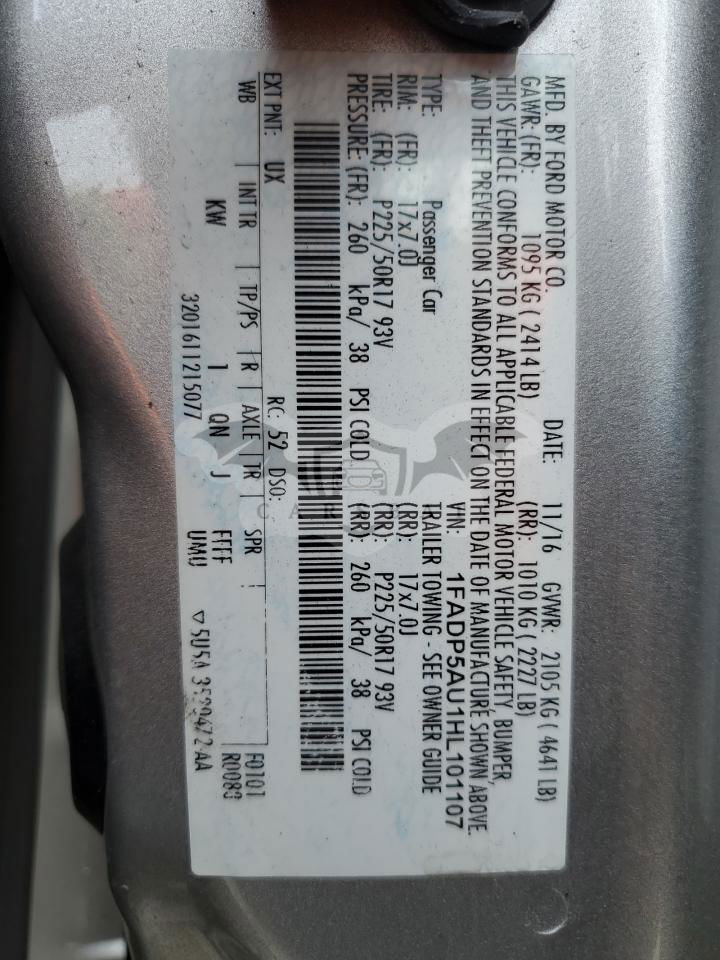 MFD. BY FORD MOTOR CO.
DATE: 11/16 GVWR: 2105 KG ( 4641 LB)
GAWR: (FR): 1095 KG ( 2414 LB) (RR): 1010 KG ( 2227 LB)
THIS VEHICLE CONFORMS TO ALL APPLICABLE FEDERAL MOTOR VEHICLE SAFETY, BUMPER,
AND THEFT PREVENTION STANDARDS IN EFFECT ON THE DATE OF MANUFACTURE SHOWN ABOVE.
VIN: 1FADP5AU1HL101107
TYPE: Passenger Car TRAILER TOWING - SEE OWNER GUIDE
RIM: (FR): 17x7.0J (RR): 17x7.0J
TIRE: (FR): P225/50R17 93V (RR): P225/50R17 93V
PRESSURE: (FR): 260 kPa/ 38 PSI COLD (RR): 260 kPa/ 38 PSI COLD
EXT PNT: UX RC: 52 DSO:
WB INT TR TP/PS R AXLE TR SPR F0101
KW 1 QN J FFFF
3201611215077 UMU